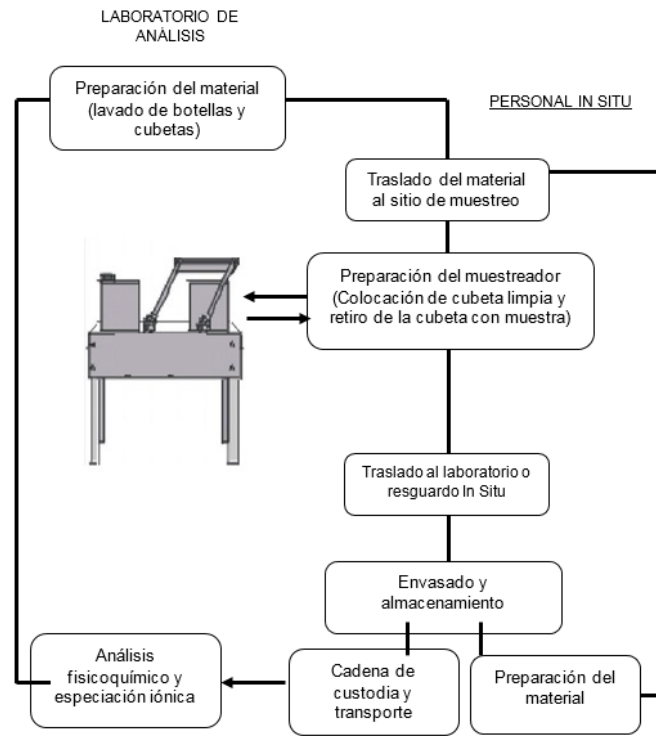 LABORATORIO DE
ANÁLISIS
Preparación del material
(lavado de botellas y
cubetas)
PERSONAL IN SITU
Traslado del material
al sitio de muestreo
Preparación del muestreador
(Colocación de cubeta limpia y
retiro de la cubeta con muestra)
Traslado al laboratorio o
resguardo In Situ
Envasado y
almacenamiento
Análisis
fisicoquímico y
especiación iónica
Cadena de
custodia y
transporte
Preparación del
material